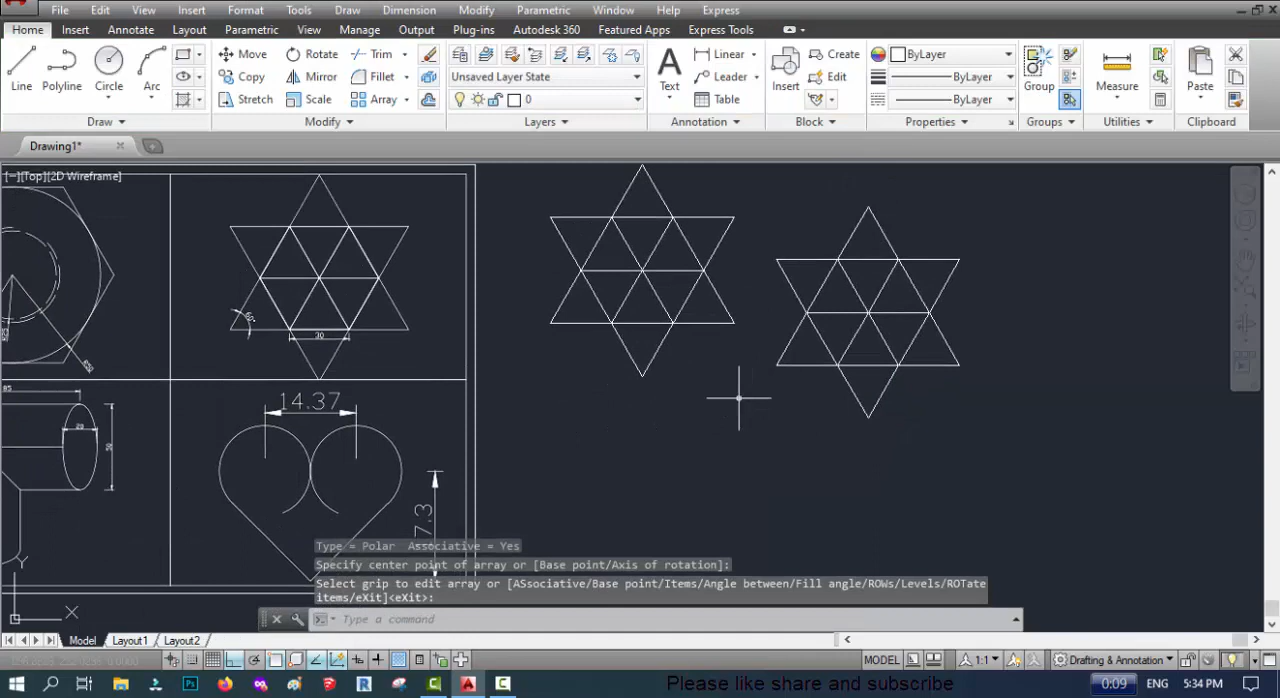 File Edit View Insert Format Tools Draw Dimension Modify Parametric Window Help Express
Home Insert Annotate Layout Parametric View Manage Output Plug-ins Autodesk 360 Featured Apps Express Tools
Line Polyline Circle Arc
Move Rotate Trim
Copy Mirror Fillet
Stretch Scale Array
Unsaved Layer State
0
Text
Linear
Leader
Table
Insert
Create
Edit
ByLayer
ByLayer
ByLayer
Group
Measure
Paste
Draw Modify Layers Annotation Block Properties Groups Utilities Clipboard
Drawing1*
[−][Top][2D Wireframe]
60°
30
85
20
50
14.37
7.3
Y
X
Type = Polar Associative = Yes
Specify center point of array or [Base point/Axis of rotation]:
Select grip to edit array or [ASsociative/Base point/Items/Angle between/Fill angle/ROWs/Levels/ROTate
items/eXit]<eXit>:
Type a command
Model Layout1 Layout2
MODEL 1:1 Drafting & Annotation
Please like share and subscribe
0:09 ENG 5:34 PM